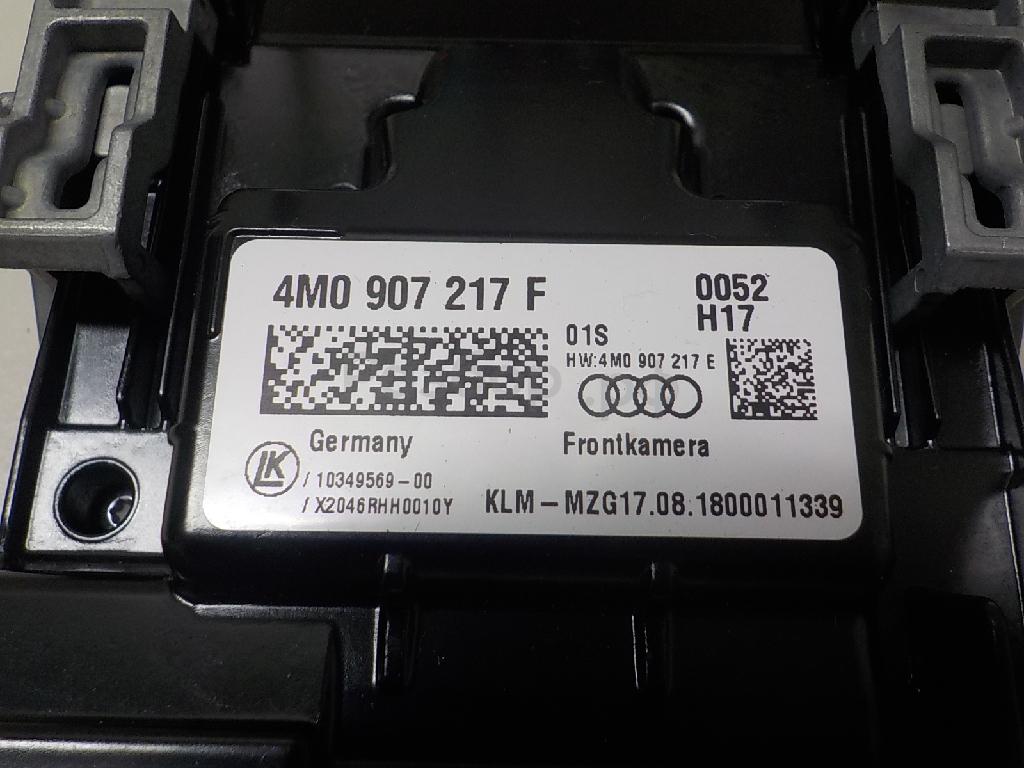 4M0 907 217 F
0052
H17
01S
HW:4M0 907 217 E
Germany
Frontkamera
LK
/ 10349569-00
/ X2046RHH0010Y
KLM-MZG17.08.1800011339